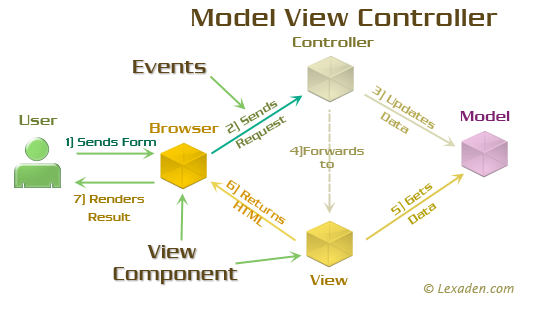 Model View Controller
Controller
Events
User
Browser
Model
1) Sends Form
2) Sends
Request
3) Updates
Data
4)Forwards
to
5) Gets
Data
6) Returns
HTML
7) Renders
Result
View
Component
View
© Lexaden.com